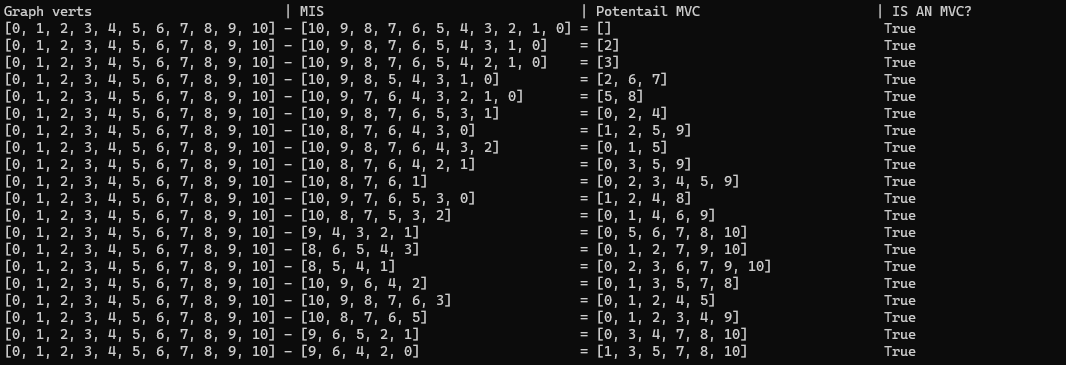 Graph verts | MIS | Potentail MVC | IS AN MVC?
[0, 1, 2, 3, 4, 5, 6, 7, 8, 9, 10] - [10, 9, 8, 7, 6, 5, 4, 3, 2, 1, 0] = [] True
[0, 1, 2, 3, 4, 5, 6, 7, 8, 9, 10] - [10, 9, 8, 7, 6, 5, 4, 3, 1, 0] = [2] True
[0, 1, 2, 3, 4, 5, 6, 7, 8, 9, 10] - [10, 9, 8, 7, 6, 5, 4, 2, 1, 0] = [3] True
[0, 1, 2, 3, 4, 5, 6, 7, 8, 9, 10] - [10, 9, 8, 5, 4, 3, 1, 0] = [2, 6, 7] True
[0, 1, 2, 3, 4, 5, 6, 7, 8, 9, 10] - [10, 9, 7, 6, 4, 3, 2, 1, 0] = [5, 8] True
[0, 1, 2, 3, 4, 5, 6, 7, 8, 9, 10] - [10, 9, 8, 7, 6, 5, 3, 1] = [0, 2, 4] True
[0, 1, 2, 3, 4, 5, 6, 7, 8, 9, 10] - [10, 8, 7, 6, 4, 3, 0] = [1, 2, 5, 9] True
[0, 1, 2, 3, 4, 5, 6, 7, 8, 9, 10] - [10, 9, 8, 7, 6, 4, 3, 2] = [0, 1, 5] True
[0, 1, 2, 3, 4, 5, 6, 7, 8, 9, 10] - [10, 8, 7, 6, 4, 2, 1] = [0, 3, 5, 9] True
[0, 1, 2, 3, 4, 5, 6, 7, 8, 9, 10] - [10, 8, 7, 6, 1] = [0, 2, 3, 4, 5, 9] True
[0, 1, 2, 3, 4, 5, 6, 7, 8, 9, 10] - [10, 9, 7, 6, 5, 3, 0] = [1, 2, 4, 8] True
[0, 1, 2, 3, 4, 5, 6, 7, 8, 9, 10] - [10, 8, 7, 5, 3, 2] = [0, 1, 4, 6, 9] True
[0, 1, 2, 3, 4, 5, 6, 7, 8, 9, 10] - [9, 4, 3, 2, 1] = [0, 5, 6, 7, 8, 10] True
[0, 1, 2, 3, 4, 5, 6, 7, 8, 9, 10] - [8, 6, 5, 4, 3] = [0, 1, 2, 7, 9, 10] True
[0, 1, 2, 3, 4, 5, 6, 7, 8, 9, 10] - [8, 5, 4, 1] = [0, 2, 3, 6, 7, 9, 10] True
[0, 1, 2, 3, 4, 5, 6, 7, 8, 9, 10] - [10, 9, 6, 4, 2] = [0, 1, 3, 5, 7, 8] True
[0, 1, 2, 3, 4, 5, 6, 7, 8, 9, 10] - [10, 9, 8, 7, 6, 3] = [0, 1, 2, 4, 5] True
[0, 1, 2, 3, 4, 5, 6, 7, 8, 9, 10] - [10, 8, 7, 6, 5] = [0, 1, 2, 3, 4, 9] True
[0, 1, 2, 3, 4, 5, 6, 7, 8, 9, 10] - [9, 6, 5, 2, 1] = [0, 3, 4, 7, 8, 10] True
[0, 1, 2, 3, 4, 5, 6, 7, 8, 9, 10] - [9, 6, 4, 2, 0] = [1, 3, 5, 7, 8, 10] True